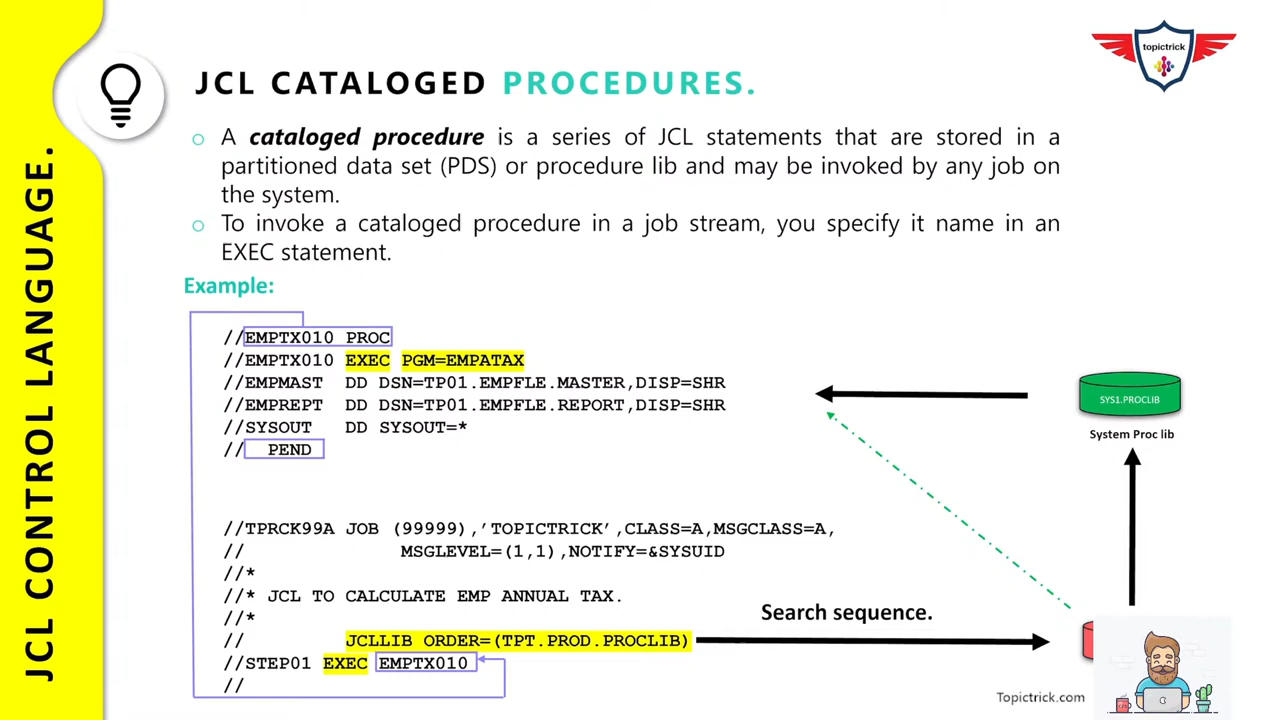 topictrick
JCL CATALOGED PROCEDURES.
JCL CONTROL LANGUAGE.
o A cataloged procedure is a series of JCL statements that are stored in a
partitioned data set (PDS) or procedure lib and may be invoked by any job on
the system.
o To invoke a cataloged procedure in a job stream, you specify it name in an
EXEC statement.
Example:
//EMPTX010 PROC
//EMPTX010 EXEC PGM=EMPATAX
//EMPMAST DD DSN=TP01.EMPFLE.MASTER,DISP=SHR
//EMPREPT DD DSN=TP01.EMPFLE.REPORT,DISP=SHR
//SYSOUT DD SYSOUT=*
// PEND
SYS1.PROCLIB
System Proc lib
//TPRCK99A JOB (99999),’TOPICTRICK’,CLASS=A,MSGCLASS=A,
// MSGLEVEL=(1,1),NOTIFY=&SYSUID
//*
//* JCL TO CALCULATE EMP ANNUAL TAX.
//*
Search sequence.
// JCLLIB ORDER=(TPT.PROD.PROCLIB)
//STEP01 EXEC EMPTX010
//
Topictrick.com